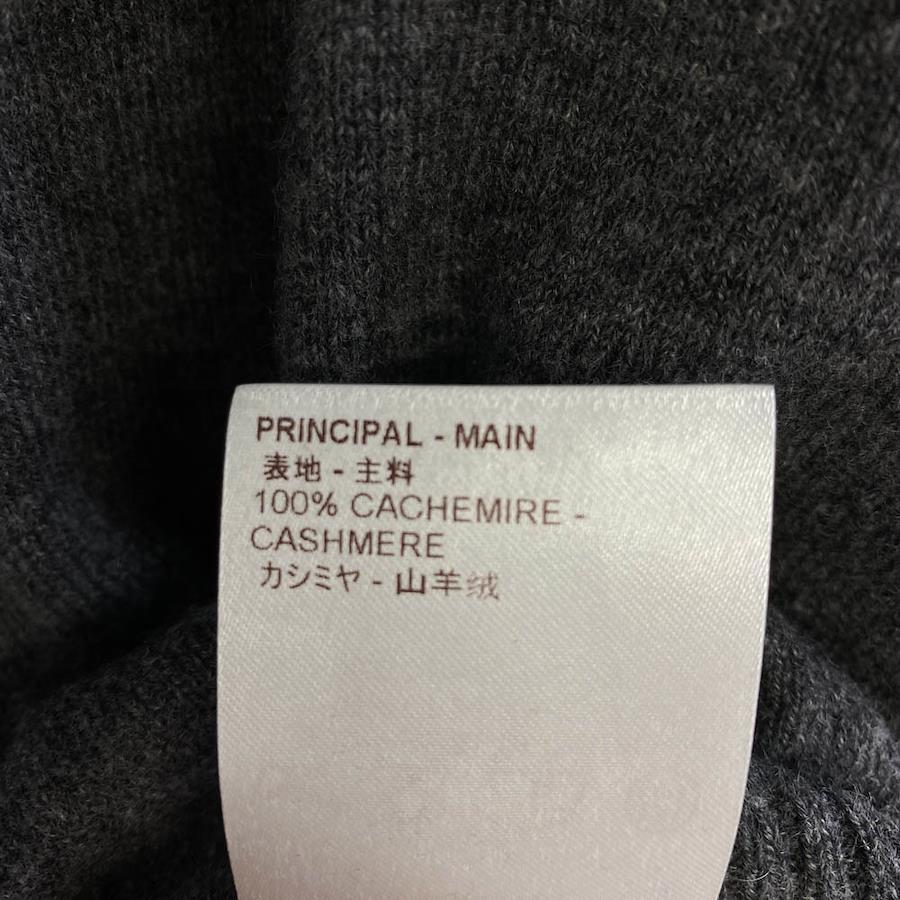 PRINCIPAL - MAIN
表地 - 主料
100% CACHEMIRE -
CASHMERE
カシミヤ - 山羊绒